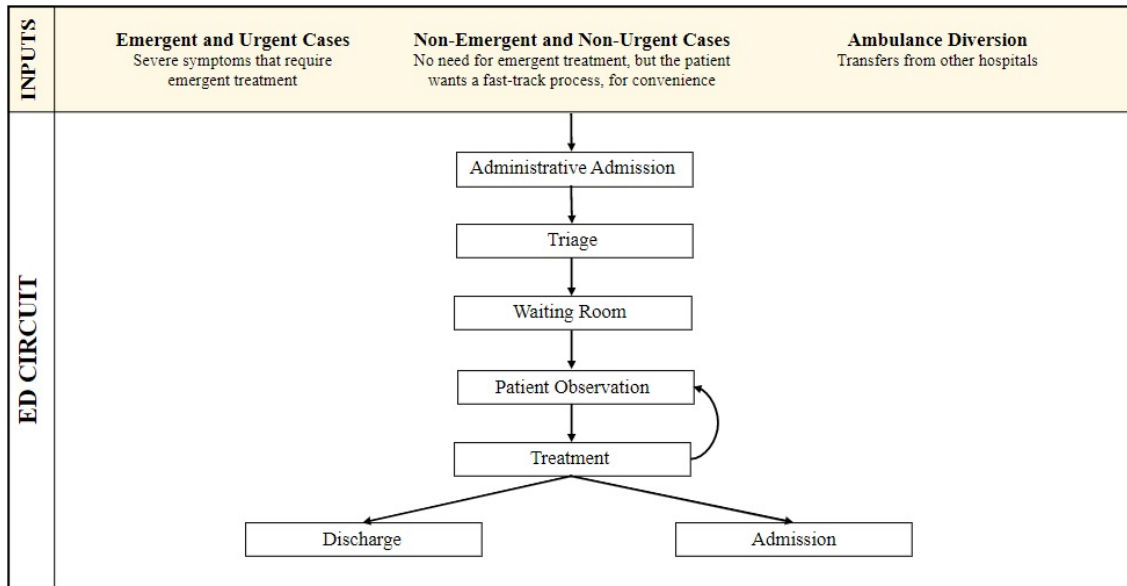 INPUTS
Emergent and Urgent Cases
Severe symptoms that require
emergent treatment
Non-Emergent and Non-Urgent Cases
No need for emergent treatment, but the patient
wants a fast-track process, for convenience
Ambulance Diversion
Transfers from other hospitals
ED CIRCUIT
Administrative Admission
Triage
Waiting Room
Patient Observation
Treatment
Discharge
Admission